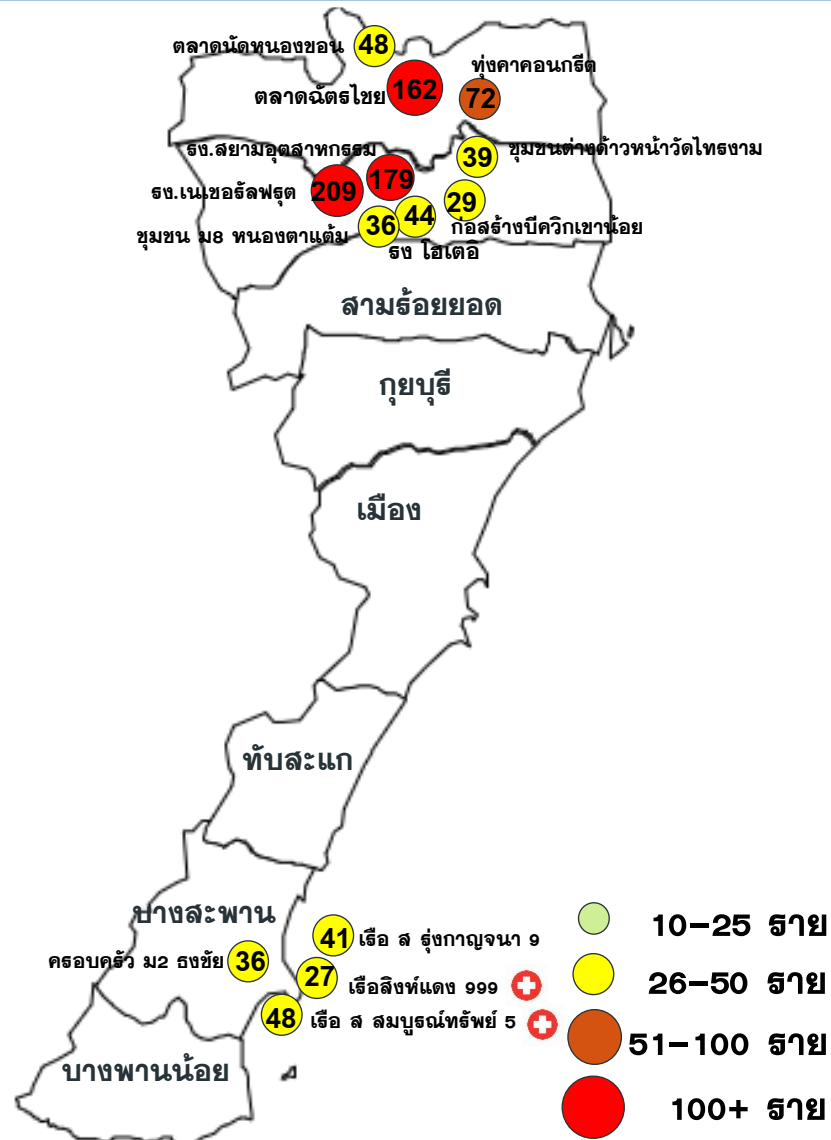 ตลาดนัดหนองขอน 48
ทุ่งคาคอนกรีต
ตลาดฉัตรไชย 162 72
รง.สยามอุตสาหกรรม
39 ชุมชนต่างด้าวหน้าวัดไทรงาม
รง.เนเชอรัลฟรุต 209 179
29
ชุมชน ม8 หนองตาแต้ม 36 44 ก่อสร้างบีควิกเขาน้อย
รง โฮเตอิ
สามร้อยยอด
กุยบุรี
เมือง
ทับสะแก
บางสะพาน
41 เรือ ส รุ่งกาญจนา 9
ครอบครัว ม2 ธงชัย 36
27 เรือสิงห์แดง 999
48 เรือ ส สมบูรณ์ทรัพย์ 5
บางพานน้อย
10-25 ราย
26-50 ราย
51-100 ราย
100+ ราย